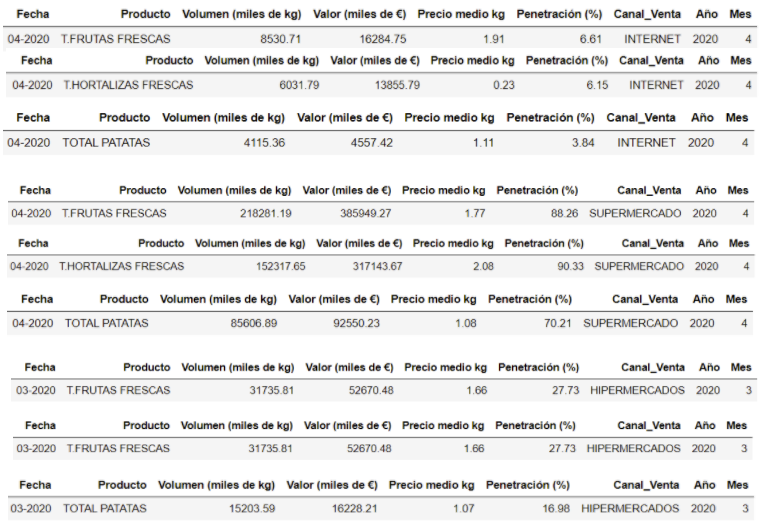 Fecha Producto Volumen (miles de kg) Valor (miles de €) Precio medio kg Penetración (%) Canal_Venta Año Mes
04-2020 T.FRUTAS FRESCAS 8530.71 16284.75 1.91 6.61 INTERNET 2020 4
Fecha Producto Volumen (miles de kg) Valor (miles de €) Precio medio kg Penetración (%) Canal_Venta Año Mes
04-2020 T.HORTALIZAS FRESCAS 6031.79 13855.79 0.23 6.15 INTERNET 2020 4
Fecha Producto Volumen (miles de kg) Valor (miles de €) Precio medio kg Penetración (%) Canal_Venta Año Mes
04-2020 TOTAL PATATAS 4115.36 4557.42 1.11 3.84 INTERNET 2020 4
Fecha Producto Volumen (miles de kg) Valor (miles de €) Precio medio kg Penetración (%) Canal_Venta Año Mes
04-2020 T.FRUTAS FRESCAS 218281.19 385949.27 1.77 88.26 SUPERMERCADO 2020 4
Fecha Producto Volumen (miles de kg) Valor (miles de €) Precio medio kg Penetración (%) Canal_Venta Año Mes
04-2020 T.HORTALIZAS FRESCAS 152317.65 317143.67 2.08 90.33 SUPERMERCADO 2020 4
Fecha Producto Volumen (miles de kg) Valor (miles de €) Precio medio kg Penetración (%) Canal_Venta Año Mes
04-2020 TOTAL PATATAS 85606.89 92550.23 1.08 70.21 SUPERMERCADO 2020 4
Fecha Producto Volumen (miles de kg) Valor (miles de €) Precio medio kg Penetración (%) Canal_Venta Año Mes
03-2020 T.FRUTAS FRESCAS 31735.81 52670.48 1.66 27.73 HIPERMERCADOS 2020 3
Fecha Producto Volumen (miles de kg) Valor (miles de €) Precio medio kg Penetración (%) Canal_Venta Año Mes
03-2020 T.FRUTAS FRESCAS 31735.81 52670.48 1.66 27.73 HIPERMERCADOS 2020 3
Fecha Producto Volumen (miles de kg) Valor (miles de €) Precio medio kg Penetración (%) Canal_Venta Año Mes
03-2020 TOTAL PATATAS 15203.59 16228.21 1.07 16.98 HIPERMERCADOS 2020 3